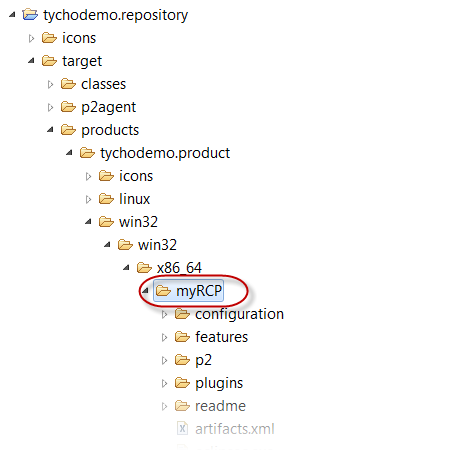 tychodemo.repository
icons
target
classes
p2agent
products
tychodemo.product
icons
linux
win32
win32
x86_64
myRCP
configuration
features
p2
plugins
readme
artifacts.xml